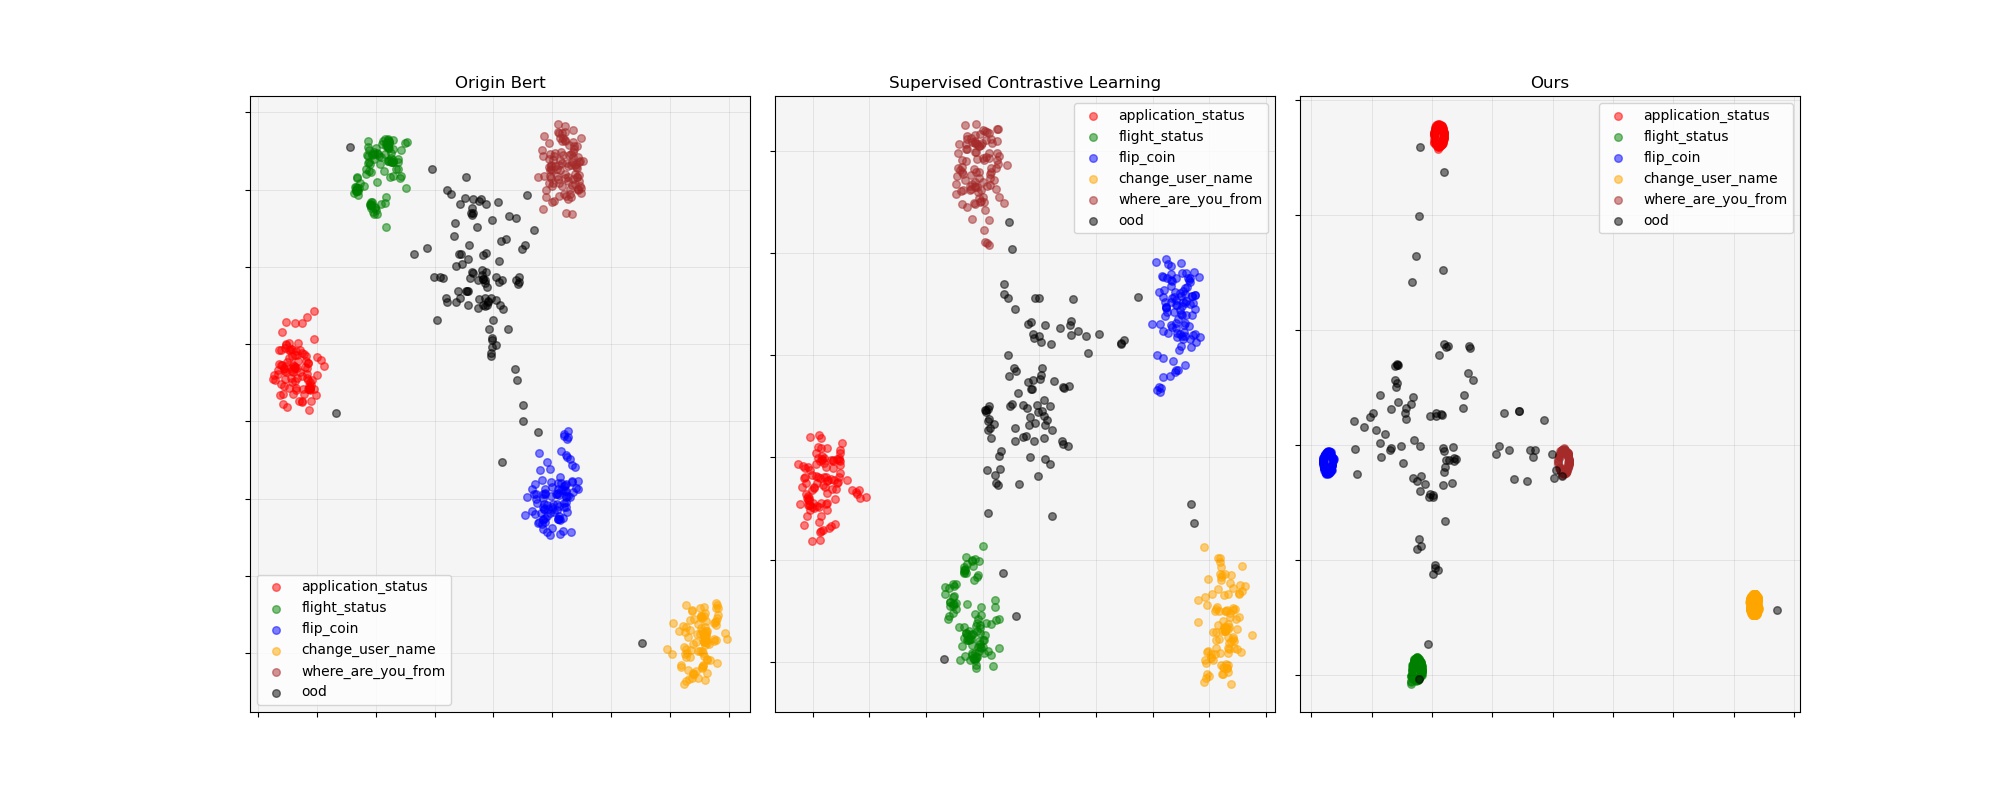 Origin Bert
application_status
flight_status
flip_coin
change_user_name
where_are_you_from
ood
Supervised Contrastive Learning
application_status
flight_status
flip_coin
change_user_name
where_are_you_from
ood
Ours
application_status
flight_status
flip_coin
change_user_name
where_are_you_from
ood